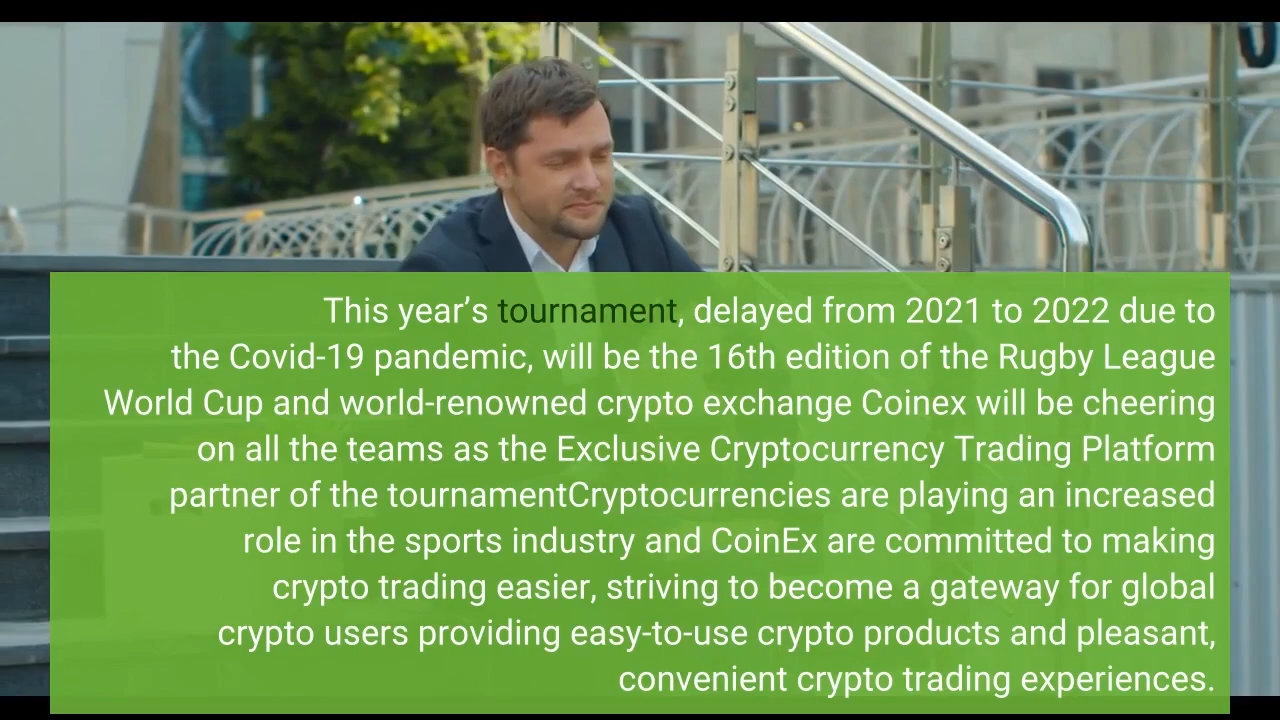 This year’s tournament, delayed from 2021 to 2022 due to
the Covid-19 pandemic, will be the 16th edition of the Rugby League
World Cup and world-renowned crypto exchange Coinex will be cheering
on all the teams as the Exclusive Cryptocurrency Trading Platform
partner of the tournamentCryptocurrencies are playing an increased
role in the sports industry and CoinEx are committed to making
crypto trading easier, striving to become a gateway for global
crypto users providing easy-to-use crypto products and pleasant,
convenient crypto trading experiences.